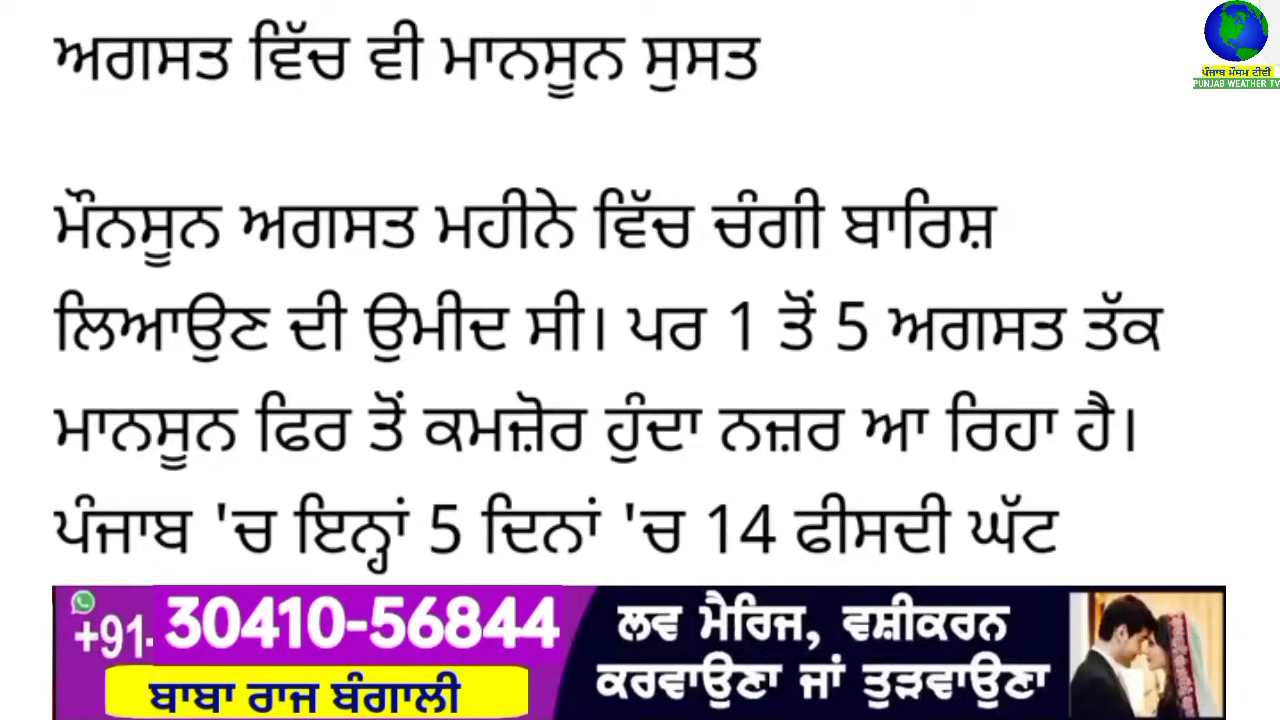 ਅਗਸਤ ਵਿੱਚ ਵੀ ਮਾਨਸੂਨ ਸੁਸਤ
ਪੰਜਾਬ ਮੌਸਮ ਟੀਵੀ
PUNJAB WEATHER TV
ਮੌਨਸੂਨ ਅਗਸਤ ਮਹੀਨੇ ਵਿੱਚ ਚੰਗੀ ਬਾਰਿਸ਼
ਲਿਆਉਣ ਦੀ ਉਮੀਦ ਸੀ। ਪਰ 1 ਤੋਂ 5 ਅਗਸਤ ਤੱਕ
ਮਾਨਸੂਨ ਫਿਰ ਤੋਂ ਕਮਜ਼ੋਰ ਹੁੰਦਾ ਨਜ਼ਰ ਆ ਰਿਹਾ ਹੈ।
ਪੰਜਾਬ 'ਚ ਇਨ੍ਹਾਂ 5 ਦਿਨਾਂ 'ਚ 14 ਫੀਸਦੀ ਘੱਟ
+91- 30410-56844
ਬਾਬਾ ਰਾਜ ਬੰਗਾਲੀ
ਲਵ ਮੈਰਿਜ, ਵਸ਼ੀਕਰਨ
ਕਰਵਾਉਣਾ ਜਾਂ ਤੁੜਵਾਉਣਾ